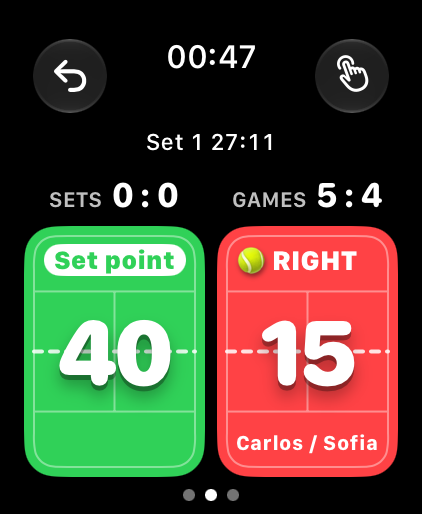 00:47
Set 1 27:11
SETS 0:0 GAMES 5:4
Set point RIGHT
40 15
Carlos / Sofia